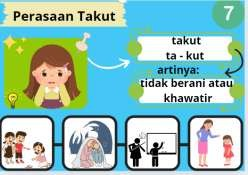 Perasaan Takut
7
takut
ta - kut
artinya:
tidak berani atau
khawatir